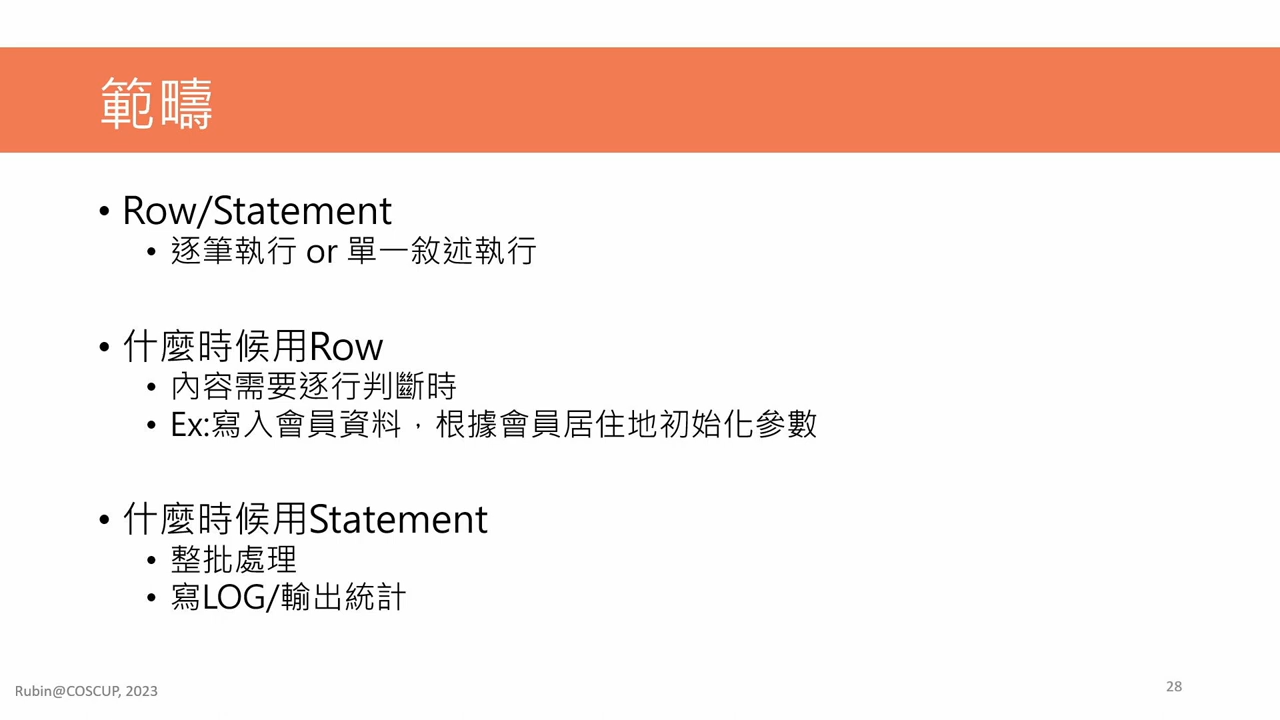 範疇
• Row/Statement
• 逐筆執行 or 單一敘述執行
• 什麼時候用Row
• 內容需要逐行判斷時
• Ex:寫入會員資料，根據會員居住地初始化參數
• 什麼時候用Statement
• 整批處理
• 寫LOG/輸出統計
Rubin@COSCUP, 2023
28